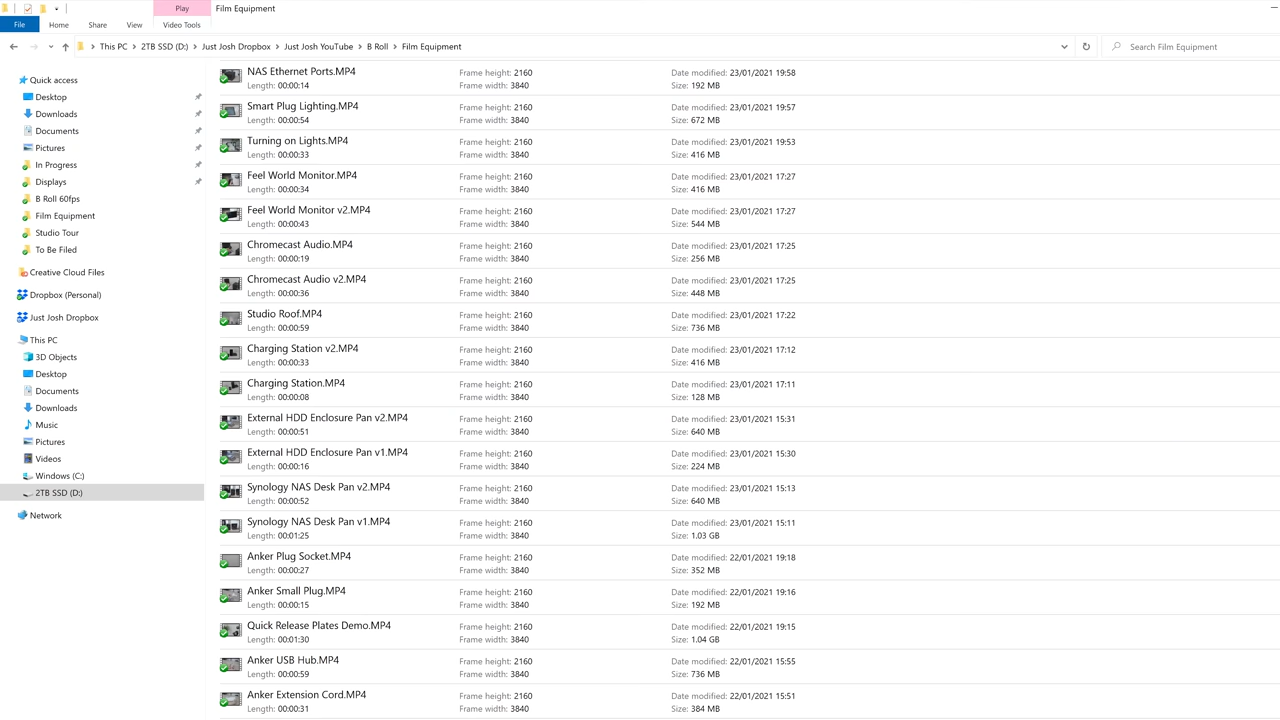 Play
Film Equipment
File
Home
Share
View
Video Tools
This PC > 2TB SSD (D:) > Just Josh Dropbox > Just Josh YouTube > B Roll > Film Equipment
Search Film Equipment
Quick access
Desktop
Downloads
Documents
Pictures
In Progress
Displays
B Roll 60fps
Film Equipment
Studio Tour
To Be Filed
Creative Cloud Files
Dropbox (Personal)
Just Josh Dropbox
This PC
3D Objects
Desktop
Documents
Downloads
Music
Pictures
Videos
Windows (C:)
2TB SSD (D:)
Network
NAS Ethernet Ports.MP4 Frame height: 2160 Date modified: 23/01/2021 19:58
Length: 00:00:14 Frame width: 3840 Size: 192 MB
Smart Plug Lighting.MP4 Frame height: 2160 Date modified: 23/01/2021 19:57
Length: 00:00:54 Frame width: 3840 Size: 672 MB
Turning on Lights.MP4 Frame height: 2160 Date modified: 23/01/2021 19:53
Length: 00:00:33 Frame width: 3840 Size: 416 MB
Feel World Monitor.MP4 Frame height: 2160 Date modified: 23/01/2021 17:27
Length: 00:00:34 Frame width: 3840 Size: 416 MB
Feel World Monitor v2.MP4 Frame height: 2160 Date modified: 23/01/2021 17:27
Length: 00:00:43 Frame width: 3840 Size: 544 MB
Chromecast Audio.MP4 Frame height: 2160 Date modified: 23/01/2021 17:25
Length: 00:00:19 Frame width: 3840 Size: 256 MB
Chromecast Audio v2.MP4 Frame height: 2160 Date modified: 23/01/2021 17:25
Length: 00:00:36 Frame width: 3840 Size: 448 MB
Studio Roof.MP4 Frame height: 2160 Date modified: 23/01/2021 17:22
Length: 00:00:59 Frame width: 3840 Size: 736 MB
Charging Station v2.MP4 Frame height: 2160 Date modified: 23/01/2021 17:12
Length: 00:00:33 Frame width: 3840 Size: 416 MB
Charging Station.MP4 Frame height: 2160 Date modified: 23/01/2021 17:11
Length: 00:00:08 Frame width: 3840 Size: 128 MB
External HDD Enclosure Pan v2.MP4 Frame height: 2160 Date modified: 23/01/2021 15:31
Length: 00:00:51 Frame width: 3840 Size: 640 MB
External HDD Enclosure Pan v1.MP4 Frame height: 2160 Date modified: 23/01/2021 15:30
Length: 00:00:16 Frame width: 3840 Size: 224 MB
Synology NAS Desk Pan v2.MP4 Frame height: 2160 Date modified: 23/01/2021 15:13
Length: 00:00:52 Frame width: 3840 Size: 640 MB
Synology NAS Desk Pan v1.MP4 Frame height: 2160 Date modified: 23/01/2021 15:11
Length: 00:01:25 Frame width: 3840 Size: 1.03 GB
Anker Plug Socket.MP4 Frame height: 2160 Date modified: 22/01/2021 19:18
Length: 00:00:27 Frame width: 3840 Size: 352 MB
Anker Small Plug.MP4 Frame height: 2160 Date modified: 22/01/2021 19:16
Length: 00:00:15 Frame width: 3840 Size: 192 MB
Quick Release Plates Demo.MP4 Frame height: 2160 Date modified: 22/01/2021 19:15
Length: 00:01:30 Frame width: 3840 Size: 1.04 GB
Anker USB Hub.MP4 Frame height: 2160 Date modified: 22/01/2021 15:55
Length: 00:00:59 Frame width: 3840 Size: 736 MB
Anker Extension Cord.MP4 Frame height: 2160 Date modified: 22/01/2021 15:51
Length: 00:00:31 Frame width: 3840 Size: 384 MB